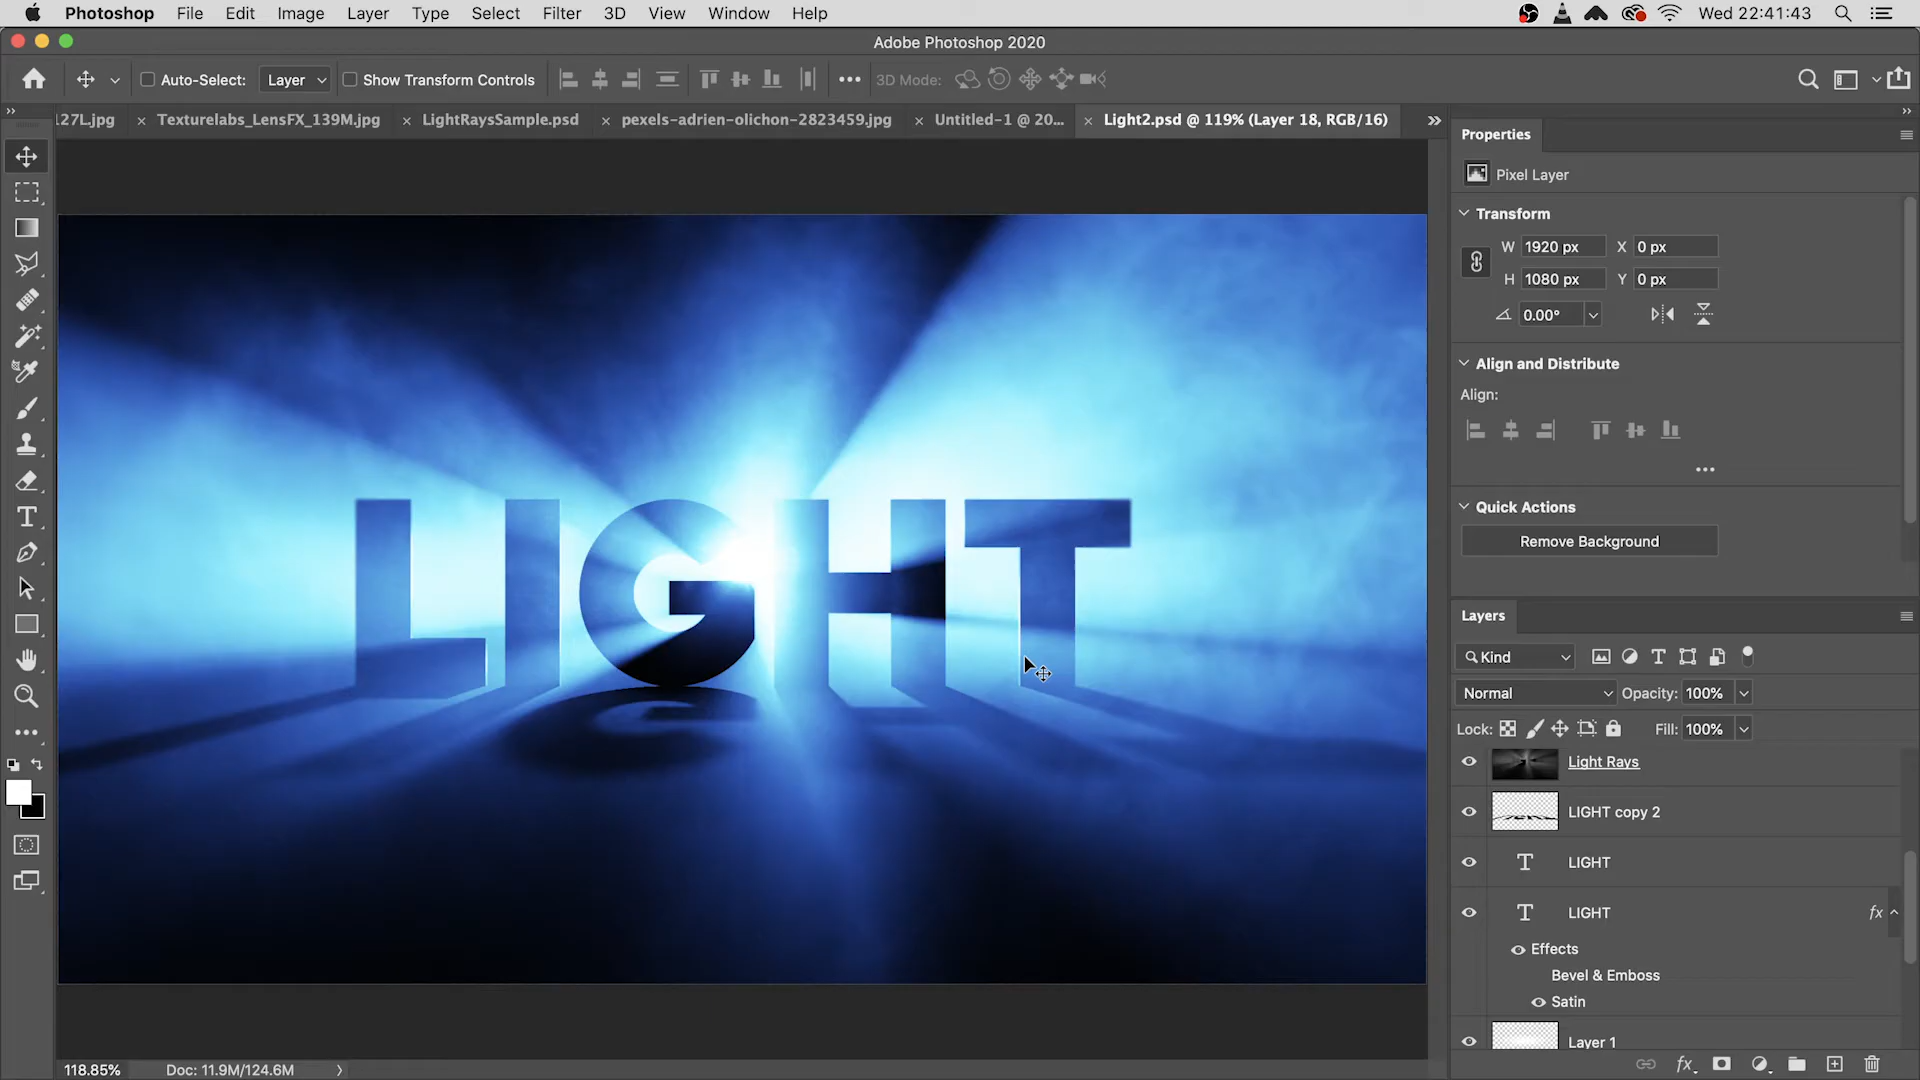 Photoshop File Edit Image Layer Type Select Filter 3D View Window Help Wed 22:41:43
Adobe Photoshop 2020
Auto-Select: Layer Show Transform Controls 3D Mode:
127L.jpg × Texturelabs_LensFX_139M.jpg × LightRaysSample.psd × pexels-adrien-olichon-2823459.jpg × Untitled-1 @ 20... × Light2.psd @ 119% (Layer 18, RGB/16)
Properties
Pixel Layer
Transform
W 1920 px X 0 px
H 1080 px Y 0 px
0.00°
Align and Distribute
Align:
Quick Actions
Remove Background
LIGHT
Layers
Kind
Normal Opacity: 100%
Lock: Fill: 100%
Light Rays
LIGHT copy 2
T LIGHT
T LIGHT fx
Effects
Bevel & Emboss
Satin
Layer 1
118.85% Doc: 11.9M/124.6M
fx